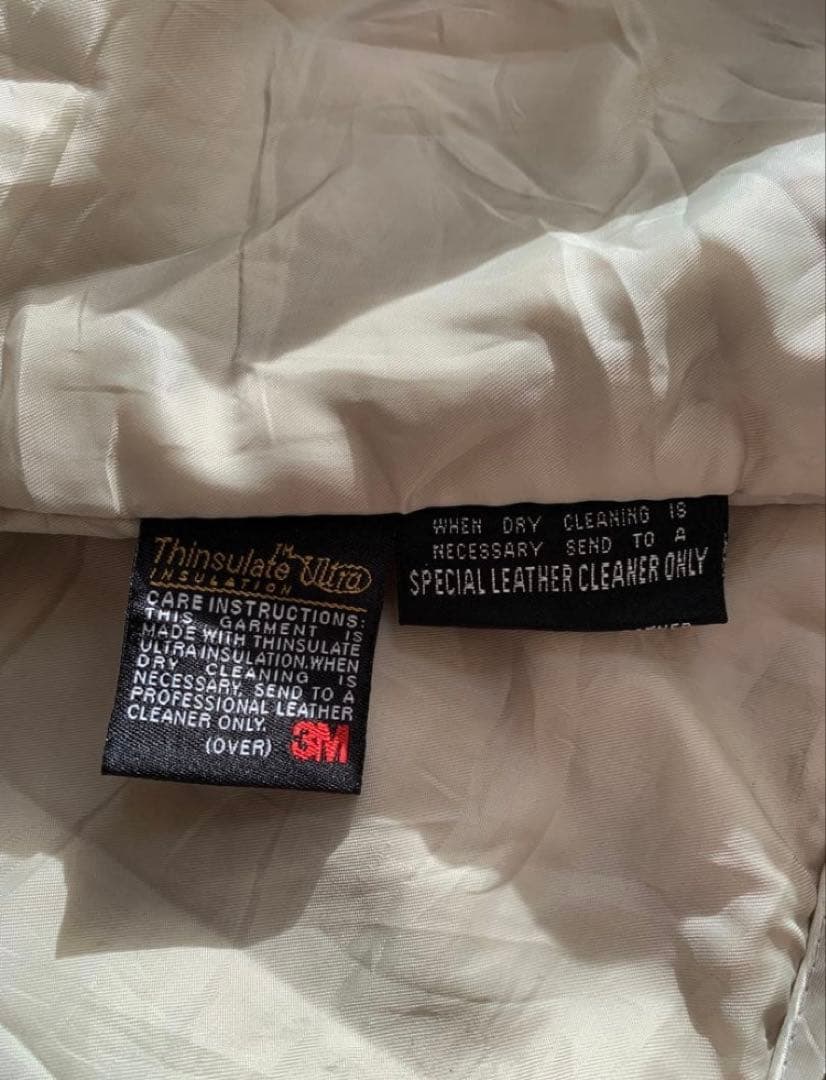 Thinsulate™ Ultra
INSULATION
CARE INSTRUCTIONS:
THIS GARMENT IS
MADE WITH THINSULATE
ULTRA INSULATION. WHEN
DRY CLEANING IS
NECESSARY, SEND TO A
PROFESSIONAL LEATHER
CLEANER ONLY.
(OVER) 3M
WHEN DRY CLEANING IS
NECESSARY SEND TO A
SPECIAL LEATHER CLEANER ONLY